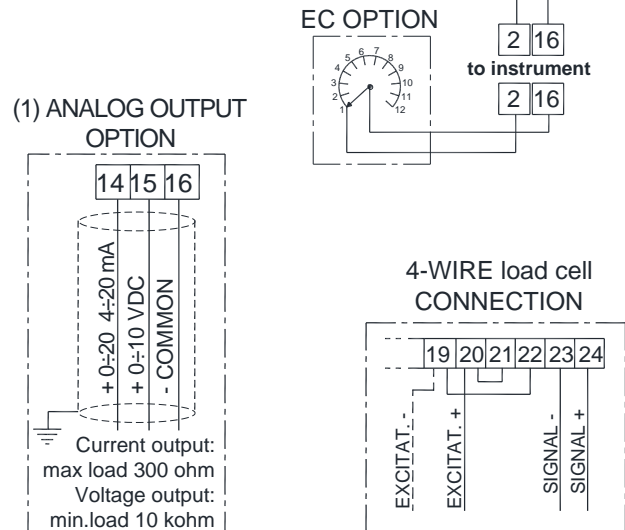 EC OPTION
1 2 3 4 5 6 7 8 9 10 11 12
2 16
to instrument
2 16
(1) ANALOG OUTPUT
OPTION
14 15 16
+ 0÷20 4÷20 mA
+ 0÷10 VDC
- COMMON
Current output:
max load 300 ohm
Voltage output:
min.load 10 kohm
4-WIRE load cell
CONNECTION
19 20 21 22 23 24
EXCITAT. -
EXCITAT. +
SIGNAL -
SIGNAL +